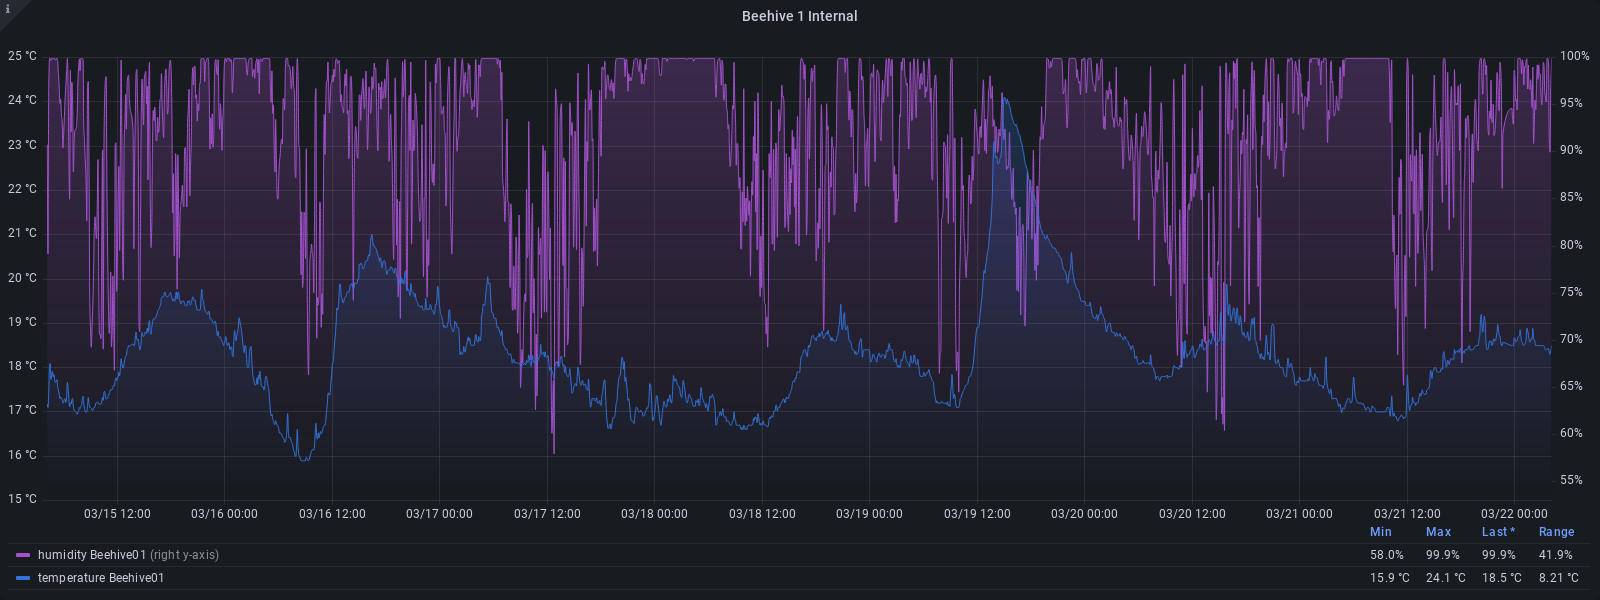 i
Beehive 1 Internal
25 °C 100%
24 °C 95%
23 °C 90%
22 °C 85%
21 °C 80%
20 °C 75%
19 °C 70%
18 °C 65%
17 °C 60%
16 °C 55%
15 °C
03/15 12:00 03/16 00:00 03/16 12:00 03/17 00:00 03/17 12:00 03/18 00:00 03/18 12:00 03/19 00:00 03/19 12:00 03/20 00:00 03/20 12:00 03/21 00:00 03/21 12:00 03/22 00:00
Min Max Last * Range
humidity Beehive01 (right y-axis) 58.0% 99.9% 99.9% 41.9%
temperature Beehive01 15.9 °C 24.1 °C 18.5 °C 8.21 °C